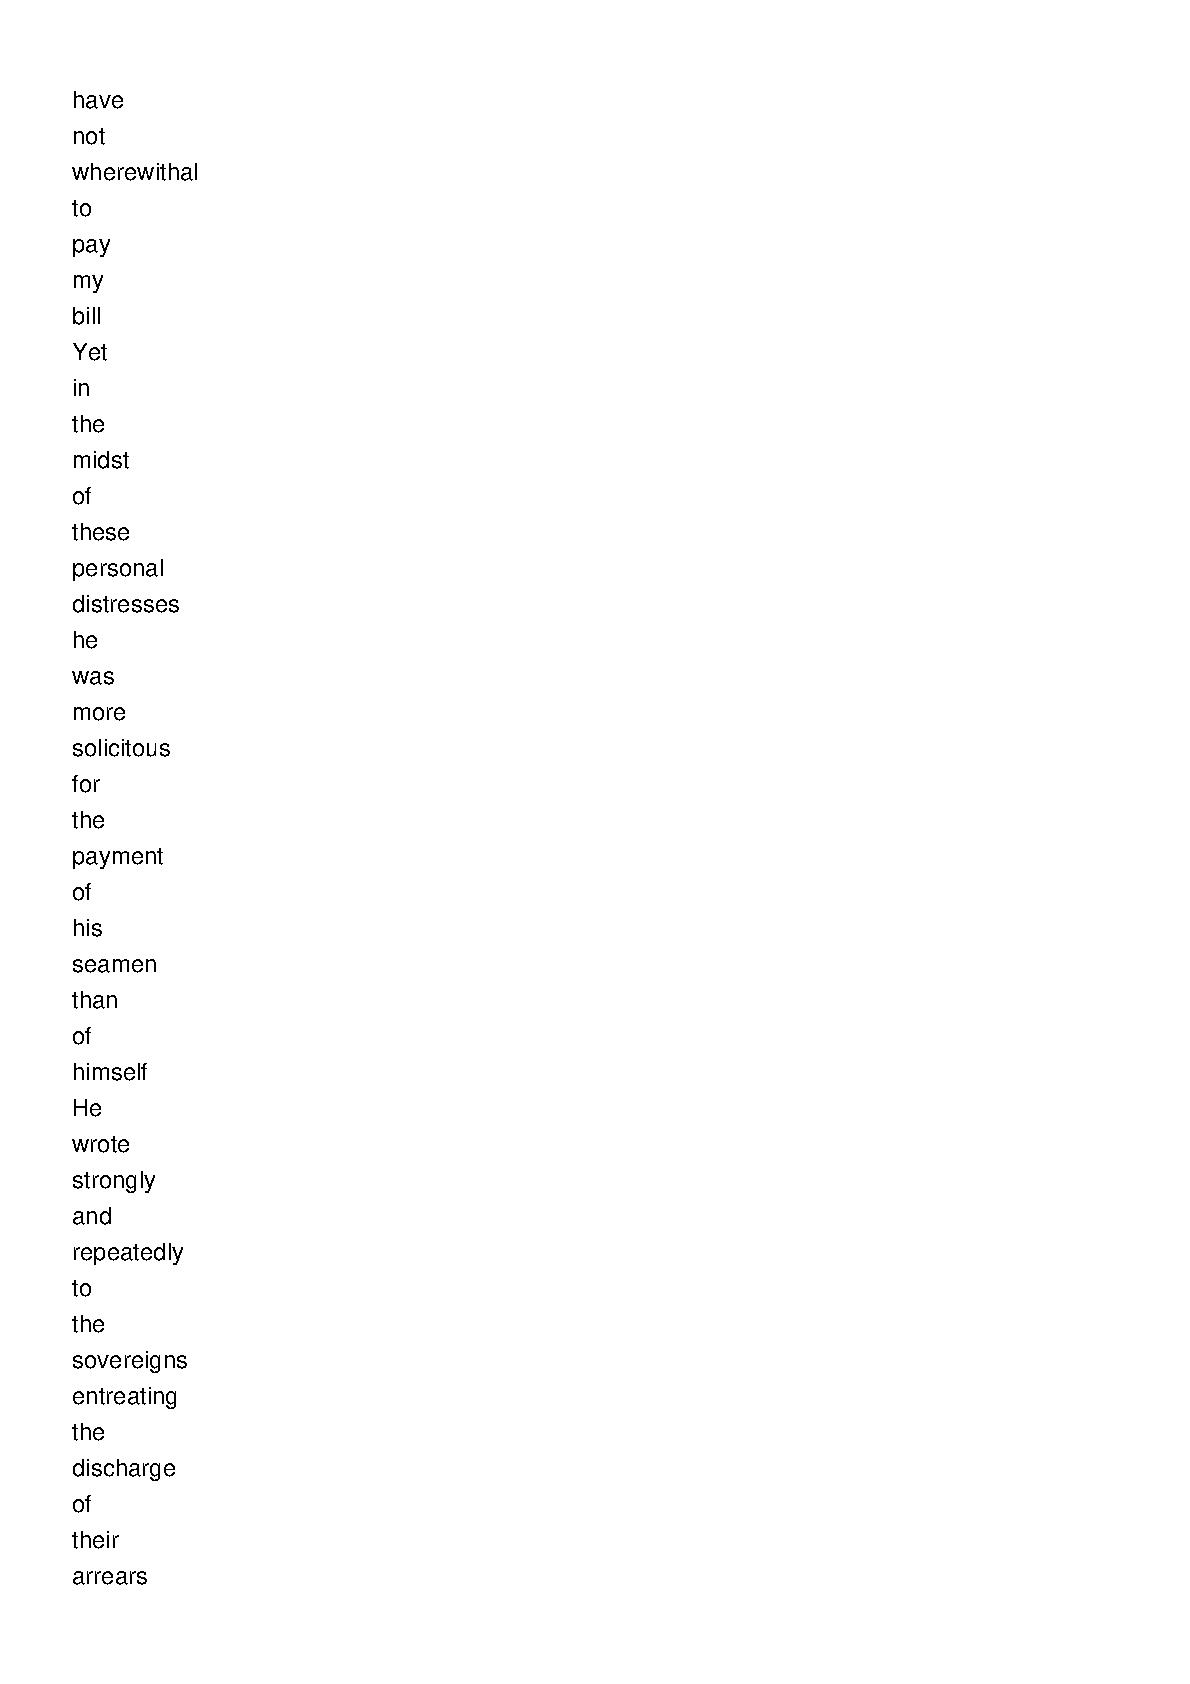 have
not
wherewithal
to
pay
my
bill
Yet
in
the
midst
of
these
personal
distresses
he
was
more
solicitous
for
the
payment
of
his
seamen
than
of
himself
He
wrote
strongly
and
repeatedly
to
the
sovereigns
entreating
the
discharge
of
their
arrears